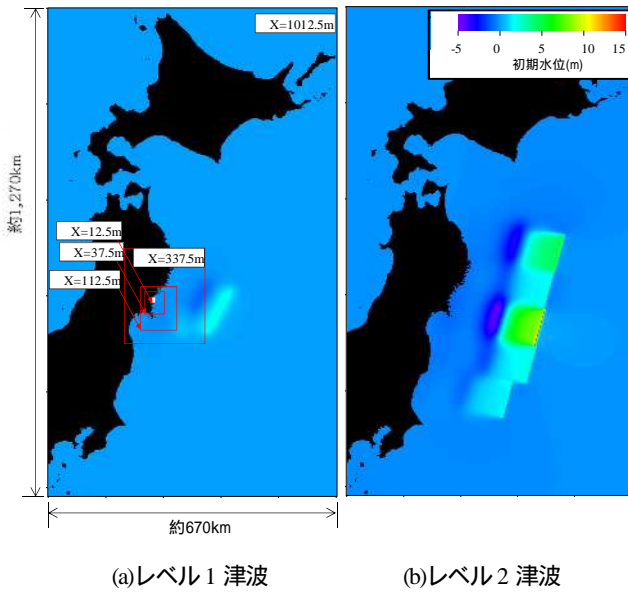 X=1012.5m
-5 0 5 10 15
初期水位(m)
約1,270km
X=12.5m
X=37.5m
X=337.5m
X=112.5m
約670km
(a)レベル 1 津波
(b)レベル 2 津波